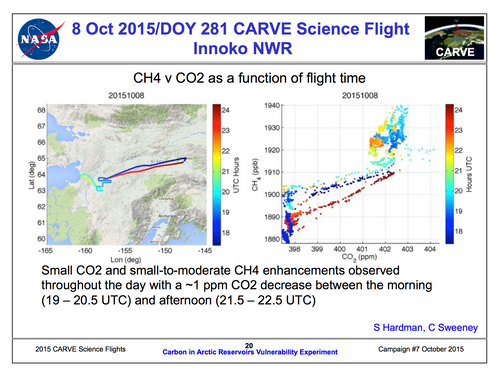 NASA
8 Oct 2015/DOY 281 CARVE Science Flight
Innoko NWR
CARVE
CH4 v CO2 as a function of flight time
20151008
68
67
66
65
64
63
62
61
60
Lat (deg)
-165
-160
-155
-150
-145
Lon (deg)
24
23
22
21
20
19
18
UTC Hours
20151008
1940
1930
1920
1910
1900
1890
1880
CH4 (ppb)
398
400
402
403
404
CO2 (ppm)
24
23
22
21
20
19
18
Hours UTC
Small CO2 and small-to-moderate CH4 enhancements observed
throughout the day with a ~1 ppm CO2 decrease between the morning
(19 – 20.5 UTC) and afternoon (21.5 – 22.5 UTC)
S Hardman, C Sweeney
2015 CARVE Science Flights
20
Carbon in Arctic Reservoirs Vulnerability Experiment
Campaign #7 October 2015